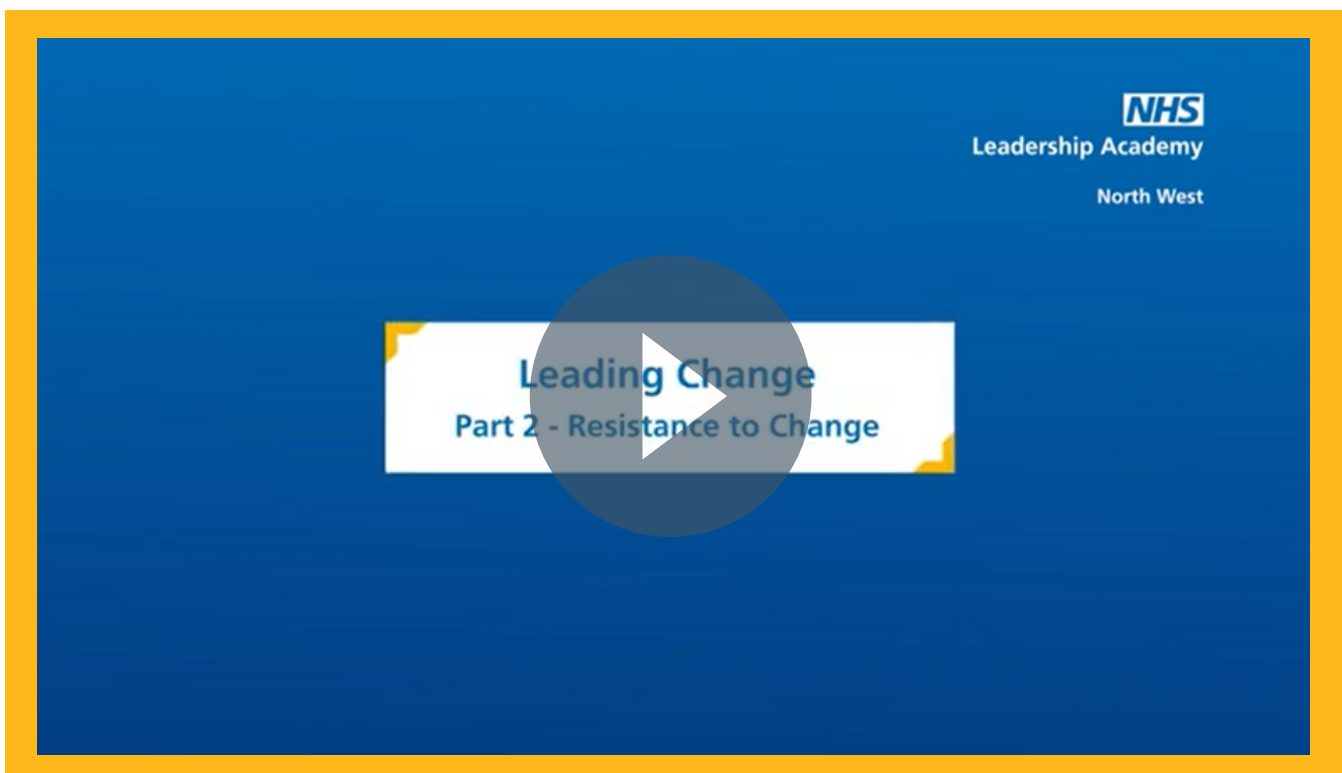 NHS
Leadership Academy
North West
Leading Change
Part 2 - Resistance to Change